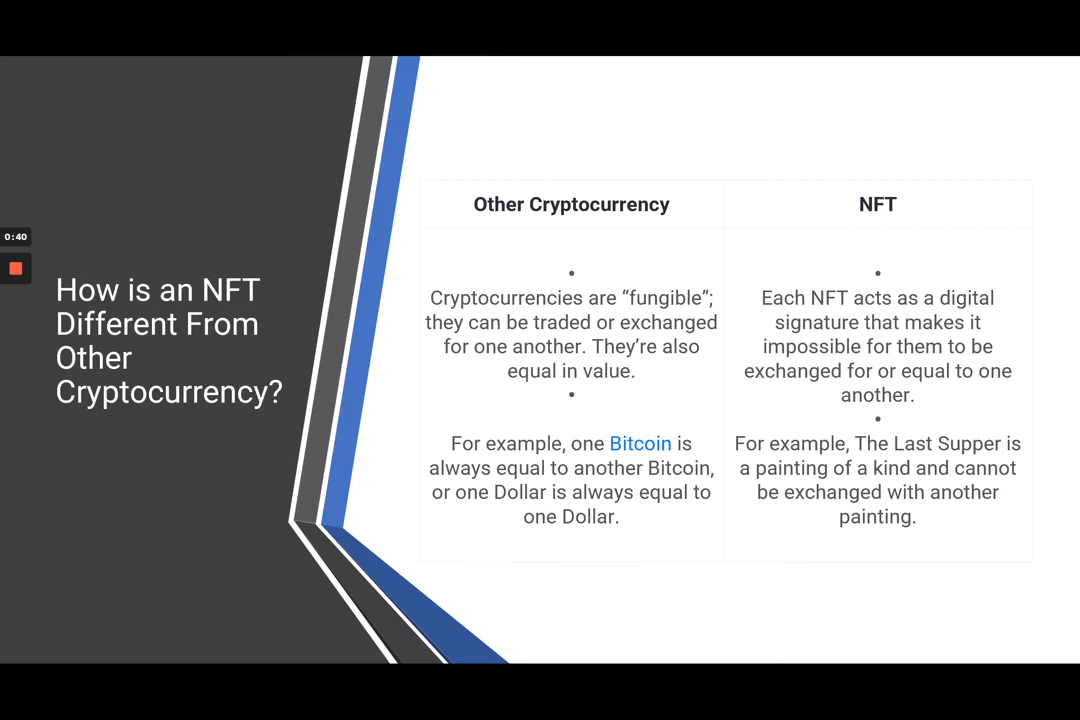 0:40
How is an NFT
Different From
Other
Cryptocurrency?
Other Cryptocurrency
NFT
•
Cryptocurrencies are “fungible”;
they can be traded or exchanged
for one another. They’re also
equal in value.
•
For example, one Bitcoin is
always equal to another Bitcoin,
or one Dollar is always equal to
one Dollar.
•
Each NFT acts as a digital
signature that makes it
impossible for them to be
exchanged for or equal to one
another.
•
For example, The Last Supper is
a painting of a kind and cannot
be exchanged with another
painting.